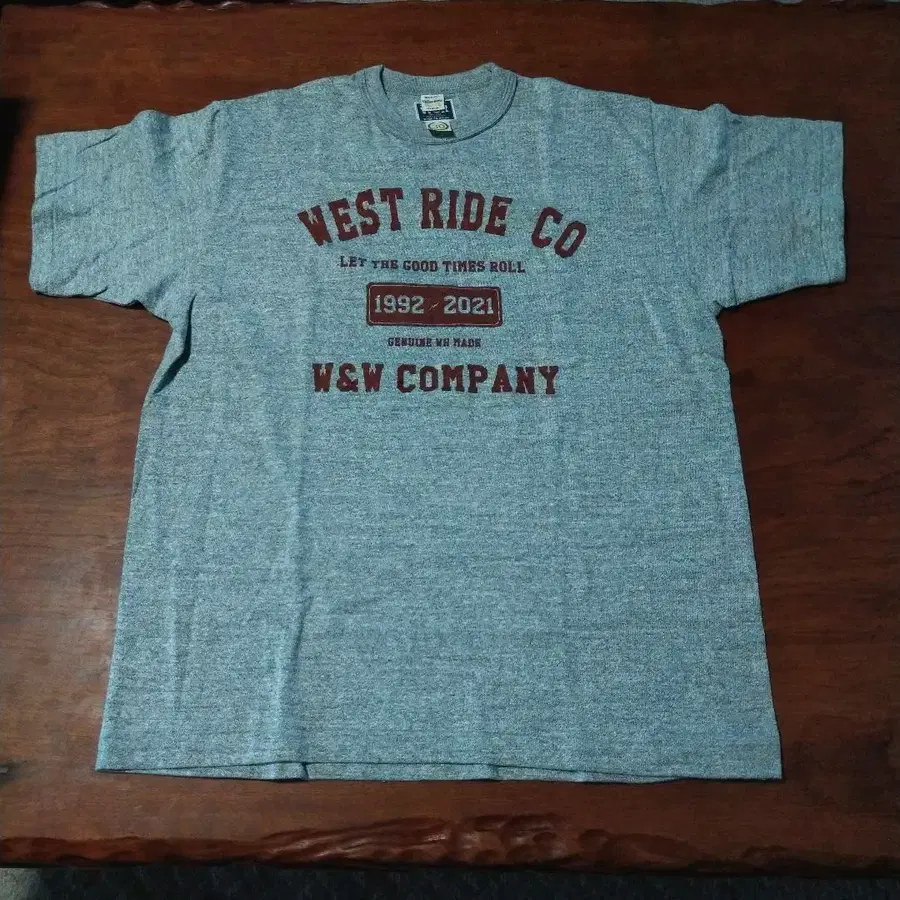 WEST RIDE CO
LET THE GOOD TIMES ROLL
1992 2021
GENUINE WR MADE
W&W COMPANY